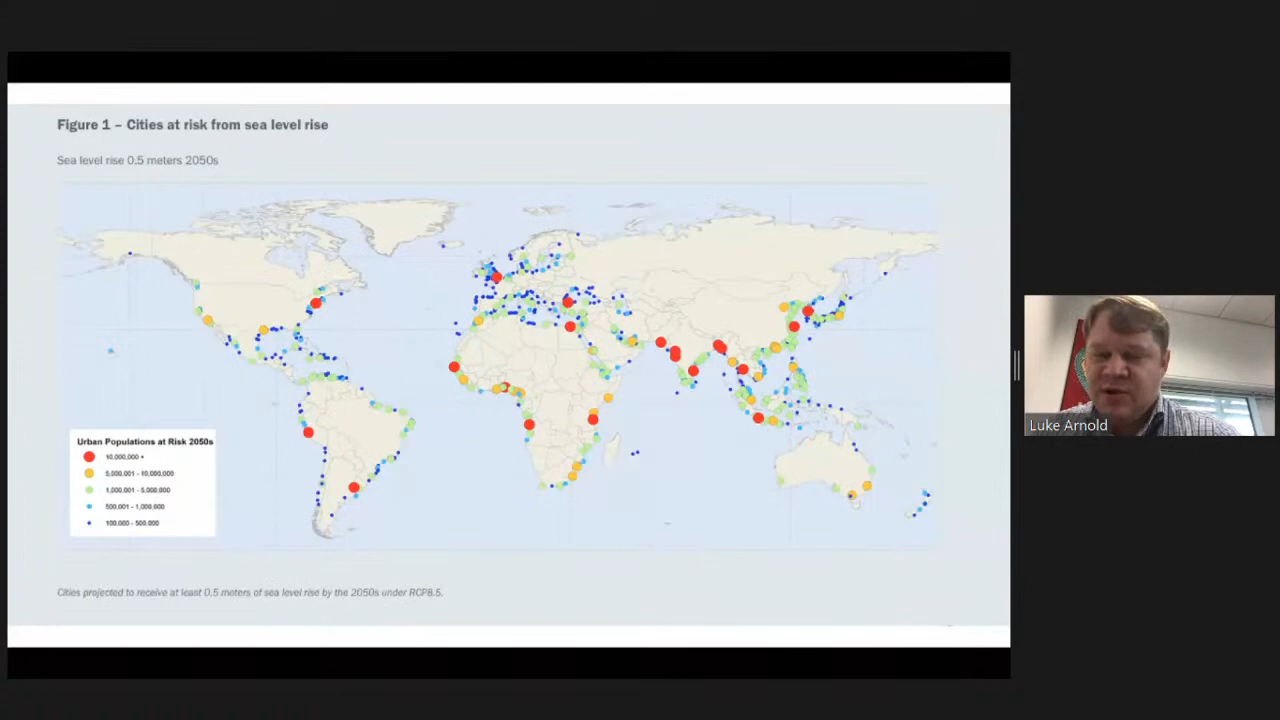 Figure 1 – Cities at risk from sea level rise
Sea level rise 0.5 meters 2050s
Urban Populations at Risk 2050s
10,000,000 +
5,000,001 - 10,000,000
1,000,001 - 5,000,000
500,001 - 1,000,000
100,000 - 500,000
Cities projected to receive at least 0.5 meters of sea level rise by the 2050s under RCP8.5.
Luke Arnold